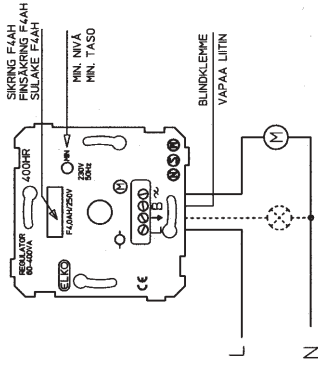 SIKRING F4AH
FINSÄKRING F4AH
SULAKE F4AH
MIN. NIVÅ
MIN. TASO
REGULATOR
60-400VA
400HR
F4,0AH/250V
MIN
230V
50Hz
ELKO
M
L
B
CE
N
BLINDKLEMME
VAPAA LIITIN
M
L
N